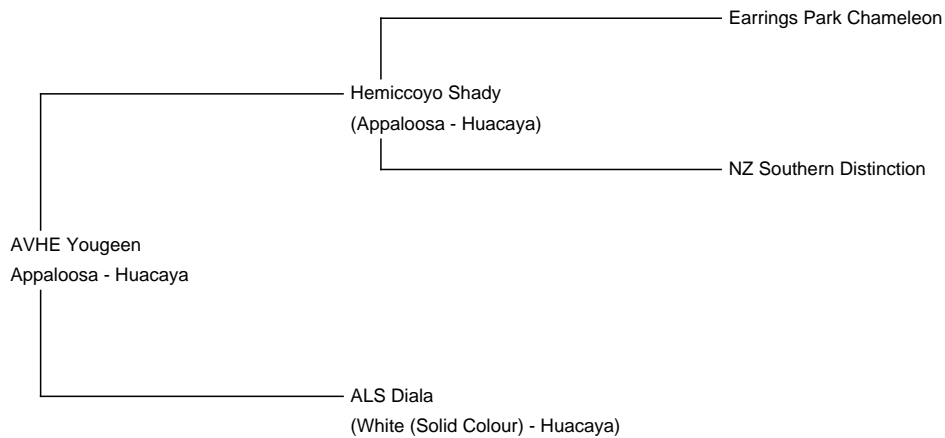 Earrings Park Chameleon
Hemiccoyo Shady
(Appaloosa - Huacaya)
NZ Southern Distinction
AVHE Yougeen
Appaloosa - Huacaya
ALS Diala
(White (Solid Colour) - Huacaya)